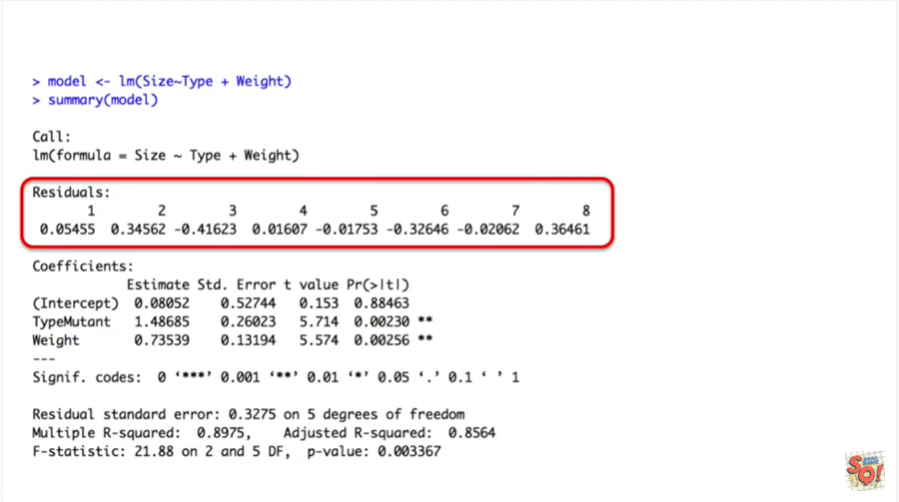 > model <- lm(Size~Type + Weight)
> summary(model)
Call:
lm(formula = Size ~ Type + Weight)
Residuals:
1 2 3 4 5 6 7 8
0.05455 0.34562 -0.41623 0.01607 -0.01753 -0.32646 -0.02062 0.36461
Coefficients:
Estimate Std. Error t value Pr(>|t|)
(Intercept) 0.08052 0.52744 0.153 0.88463
TypeMutant 1.48685 0.26023 5.714 0.00230 **
Weight 0.73539 0.13194 5.574 0.00256 **
---
Signif. codes: 0 ‘***’ 0.001 ‘**’ 0.01 ‘*’ 0.05 ‘.’ 0.1 ‘ ’ 1
Residual standard error: 0.3275 on 5 degrees of freedom
Multiple R-squared: 0.8975, Adjusted R-squared: 0.8564
F-statistic: 21.88 on 2 and 5 DF, p-value: 0.003367
SQ!